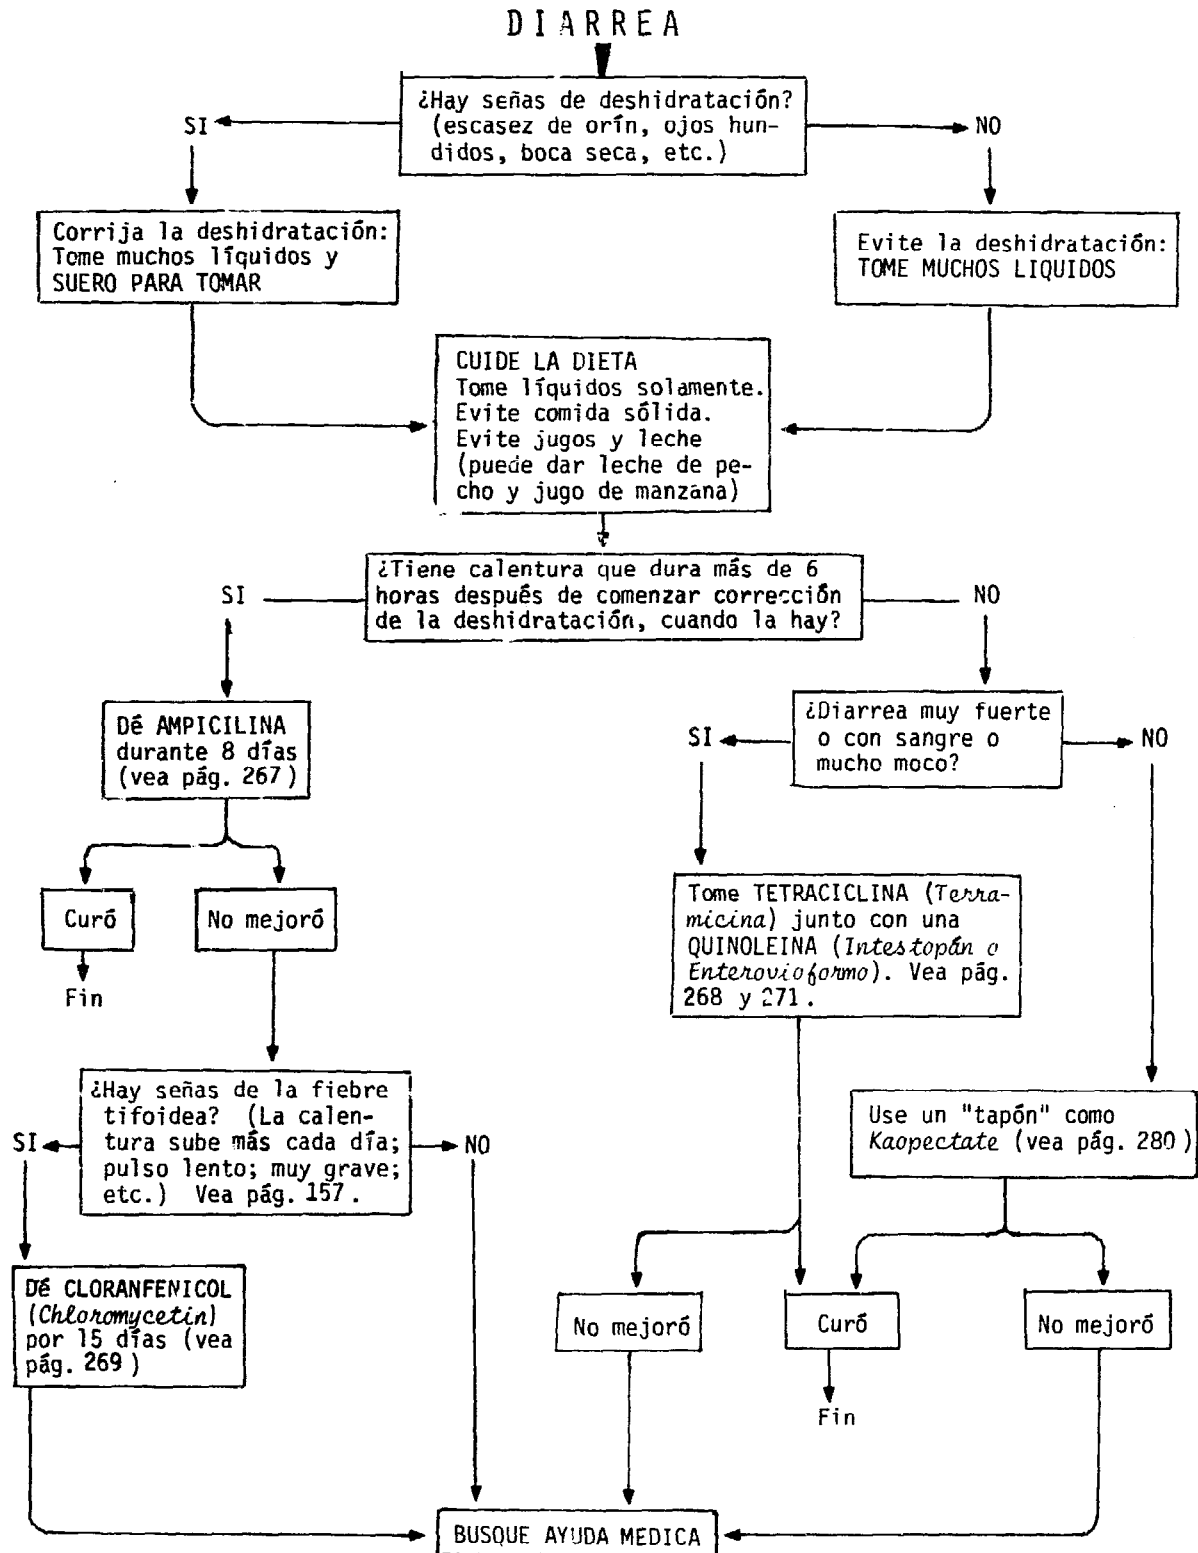 DIARREA
¿Hay señas de deshidratación?
(escasez de orín, ojos hun-
didos, boca seca, etc.)
SI
NO
Corrija la deshidratación:
Tome muchos líquidos y
SUERO PARA TOMAR
Evite la deshidratación:
TOME MUCHOS LIQUIDOS
CUIDE LA DIETA
Tome líquidos solamente.
Evite comida sólida.
Evite jugos y leche
(puede dar leche de pe-
cho y jugo de manzana)
¿Tiene calentura que dura más de 6
horas después de comenzar corrección
de la deshidratación, cuando la hay?
SI
NO
Dé AMPICILINA
durante 8 días
(vea pág. 267)
¿Diarrea muy fuerte
o con sangre o
mucho moco?
SI
NO
Curó
No mejoró
Fin
Tome TETRACICLINA (Terra-
micina) junto con una
QUINOLEINA (Intestopán o
Enterovioformo). Vea pág.
268 y 271.
¿Hay señas de la fiebre
tifoidea? (La calen-
tura sube más cada día;
pulso lento; muy grave;
etc.) Vea pág. 157.
SI
NO
Use un "tapón" como
Kaopectate (vea pág. 280)
Dé CLORANFENICOL
(Chloromycetin)
por 15 días (vea
pág. 269)
No mejoró
Curó
No mejoró
Fin
BUSQUE AYUDA MEDICA